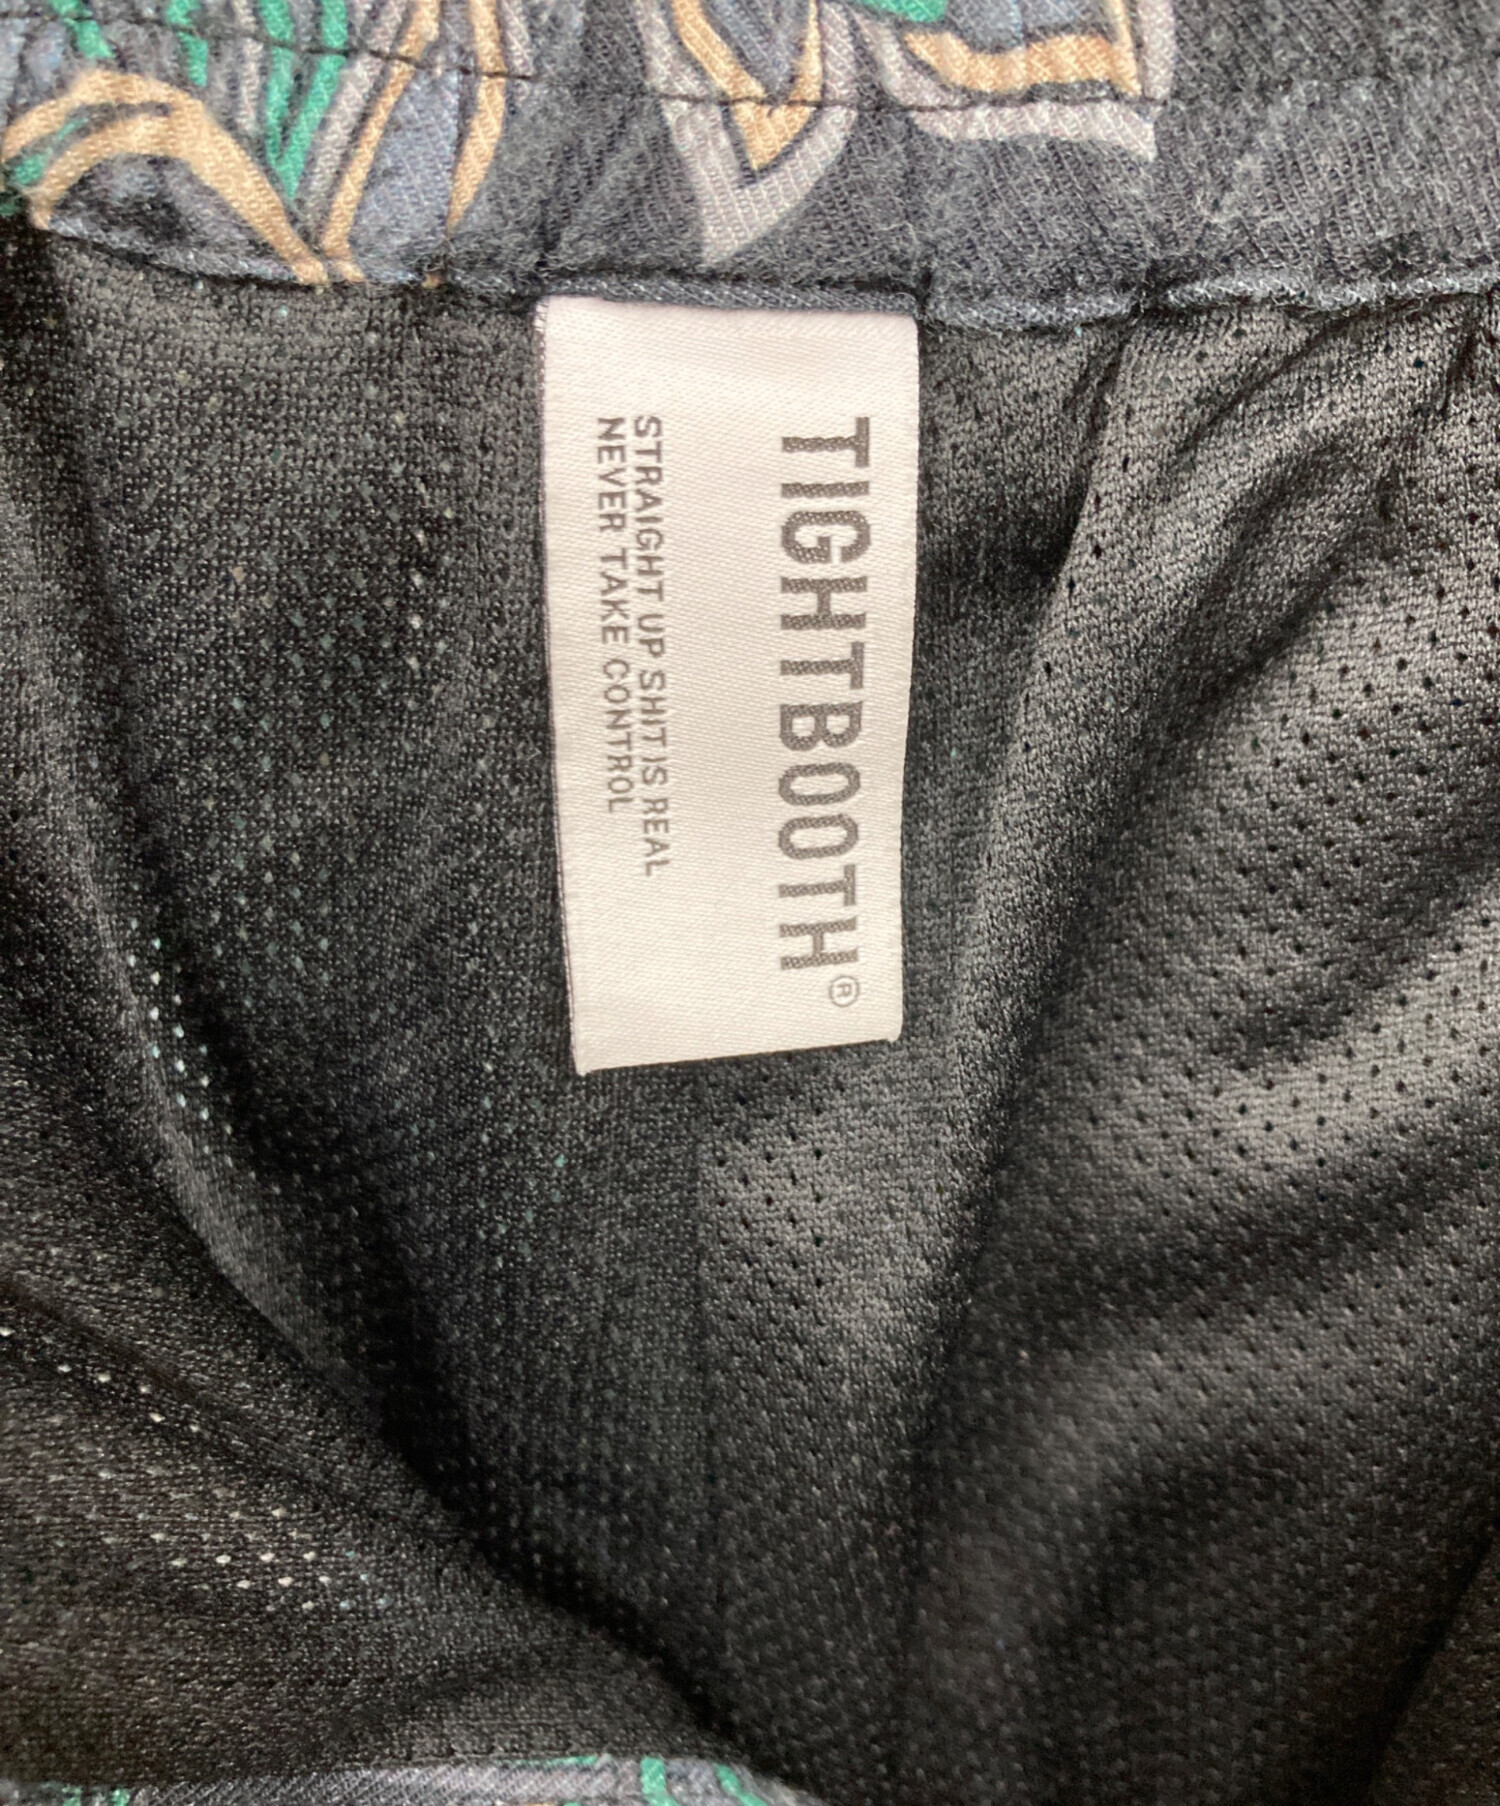 TIGHTBOOTH®
STRAIGHT UP SHIT IS REAL
NEVER TAKE CONTROL